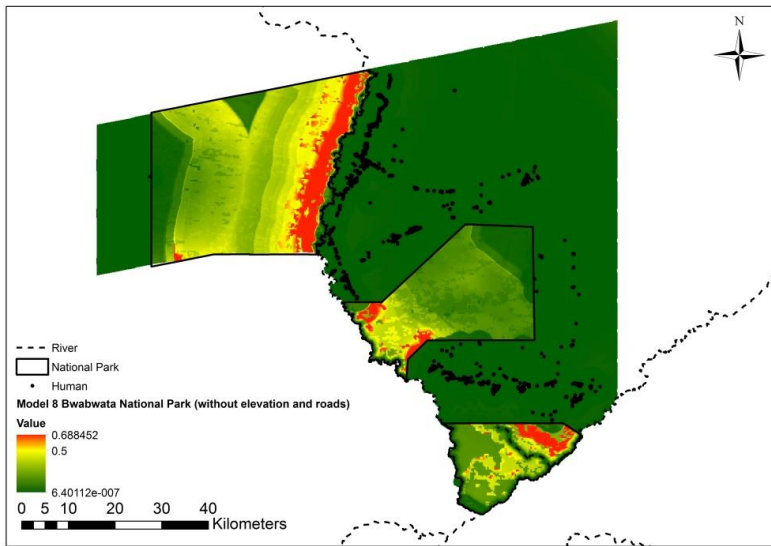 N
River
National Park
Human
Model 8 Bwabwata National Park (without elevation and roads)
Value
0.688452
0.5
6.40112e-007
0 5 10 20 30 40
Kilometers